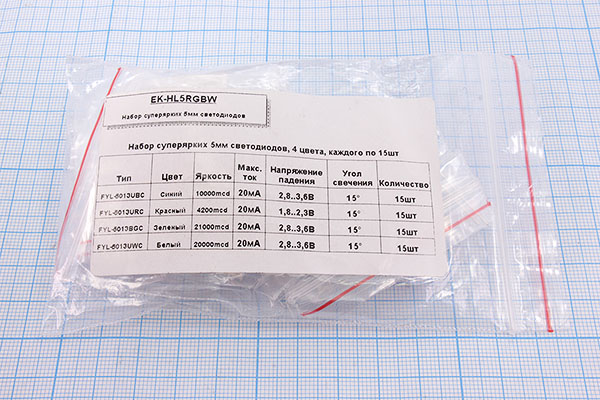 EK-HL5RGBW
Набор суперярких 5мм светодиодов
Набор суперярких 5мм светодиодов, 4 цвета, каждого по 15шт
Тип Цвет Яркость Макс. ток Напряжение падения Угол свечения Количество
FYL-5013UBC Синий 10000mcd 20мА 2,8..3,6В 15° 15шт
FYL-5013URC Красный 4200mcd 20мА 1,8..2,3В 15° 15шт
FYL-5013BGC Зеленый 21000mcd 20мА 2,8..3,6В 15° 15шт
FYL-5013UWC Белый 20000mcd 20мА 2,8..3,6В 15° 15шт